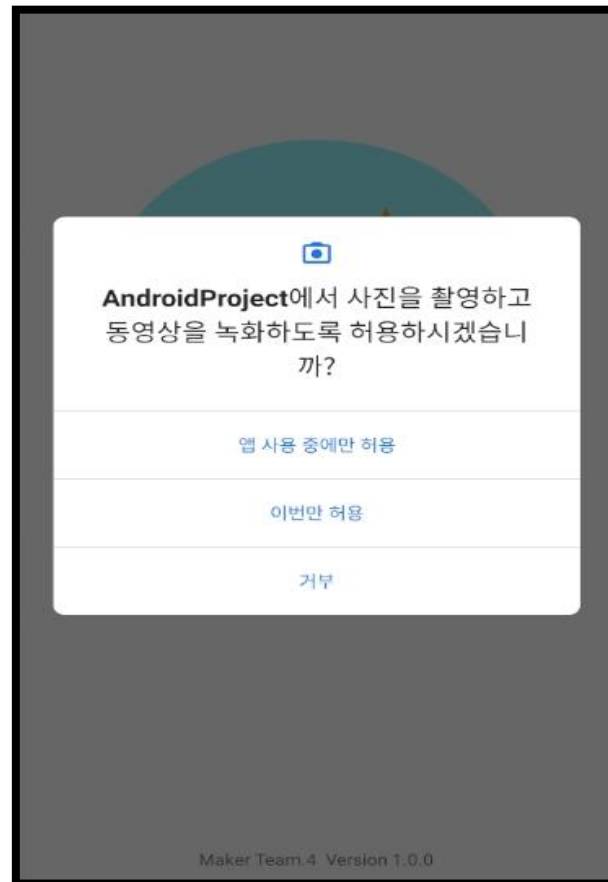 AndroidProject에서 사진을 촬영하고
동영상을 녹화하도록 허용하시겠습니
까?
앱 사용 중에만 허용
이번만 허용
거부
Maker Team.4 Version 1.0.0